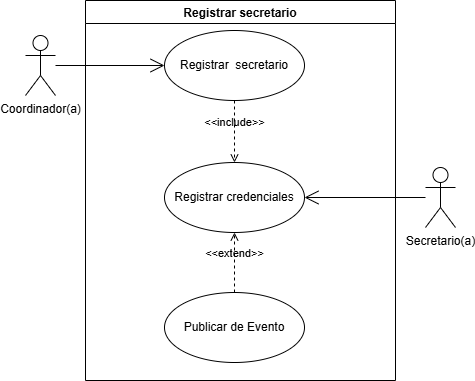 Registrar secretario
Registrar  secretario
Coordinador(a)
<<include>>
Registrar credenciales
Secretario(a)
<<extend>>
Publicar de Evento